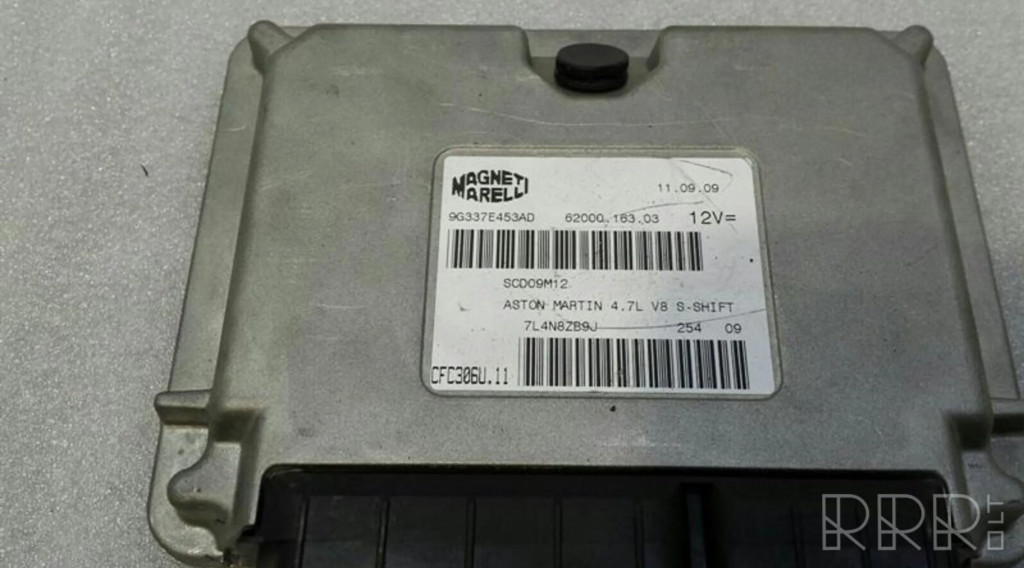 MAGNETI
MARELLI
11.09.09
9G337E453AD 62000.163.03 12V=
SCD09M12
ASTON MARTIN 4.7L V8 S-SHIFT
7L4N8ZB9J 254 09
CFC306U.11
RRR.LT